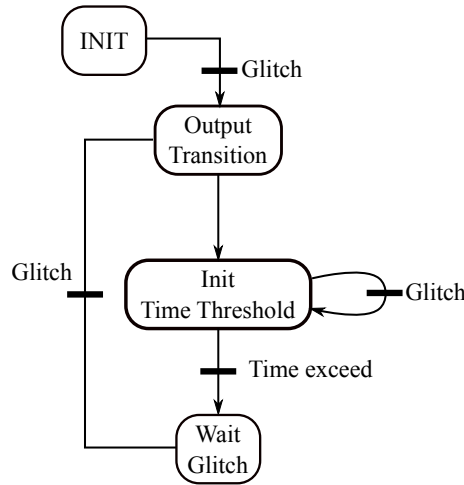 INIT
Glitch
Output
Transition
Glitch
Init
Time Threshold
Glitch
Time exceed
Wait
Glitch